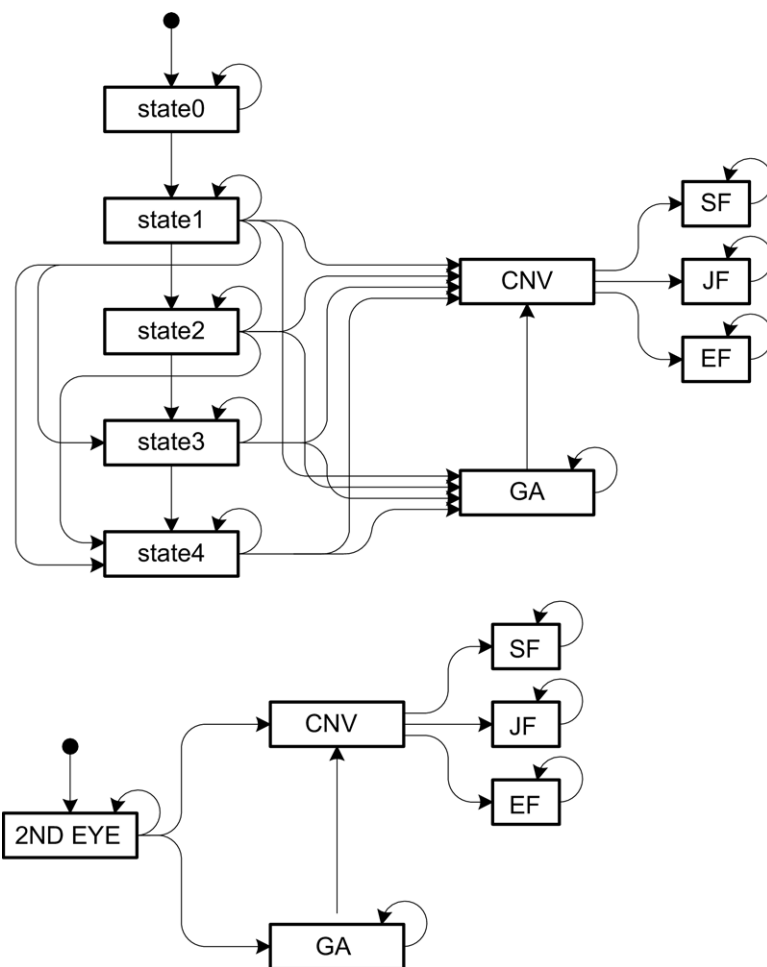 state0
state1
SF
CNV
JF
state2
EF
state3
GA
state4
SF
CNV
JF
EF
2ND EYE
GA